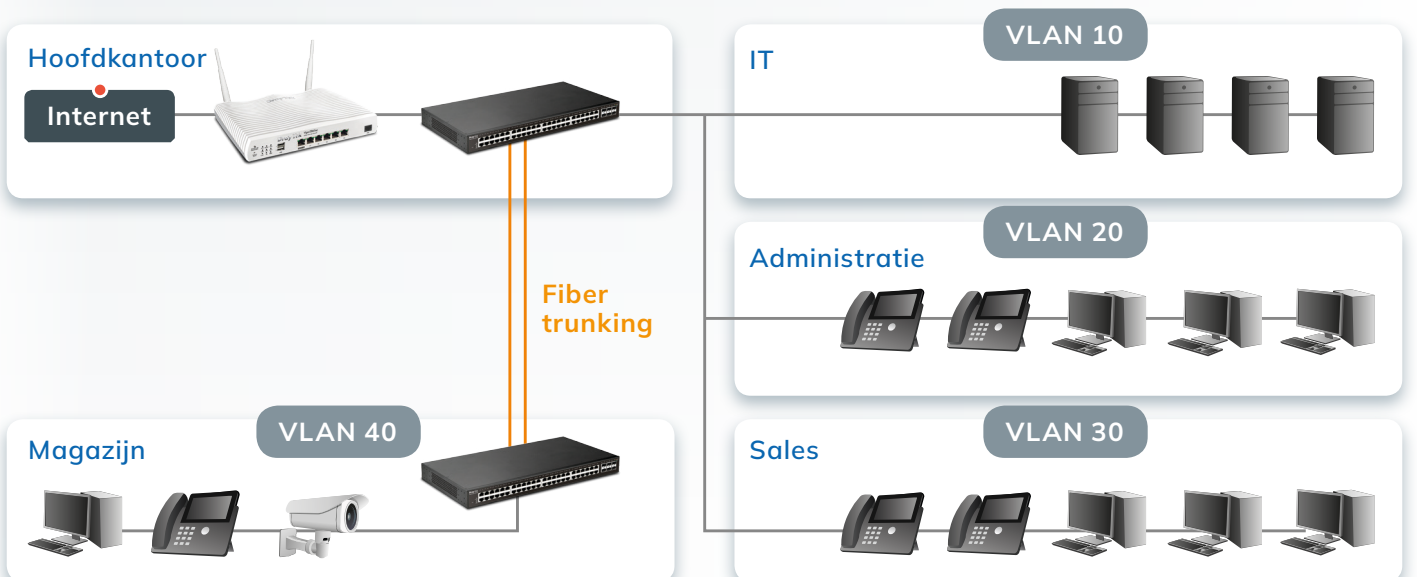 Hoofdkantoor
Internet
VLAN 10
IT
VLAN 20
Administratie
Fiber
trunking
VLAN 40
Magazijn
VLAN 30
Sales